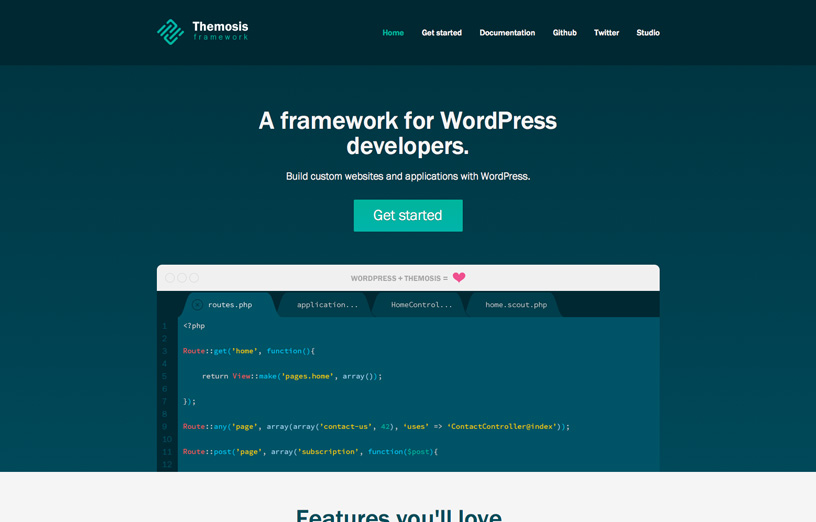 Themosis
framework
Home Get started Documentation Github Twitter Studio
A framework for WordPress
developers.
Build custom websites and applications with WordPress.
Get started
WORDPRESS + THEMOSIS =
routes.php application... HomeControl... home.scout.php
1 <?php
2
3 Route::get('home', function(){
4
5 return View::make('pages.home', array());
6
7 });
8
9 Route::any('page', array(array('contact-us', 42), 'uses' => 'ContactController@index'));
10
11 Route::post('page', array('subscription', function($post){
12
Features you'll love